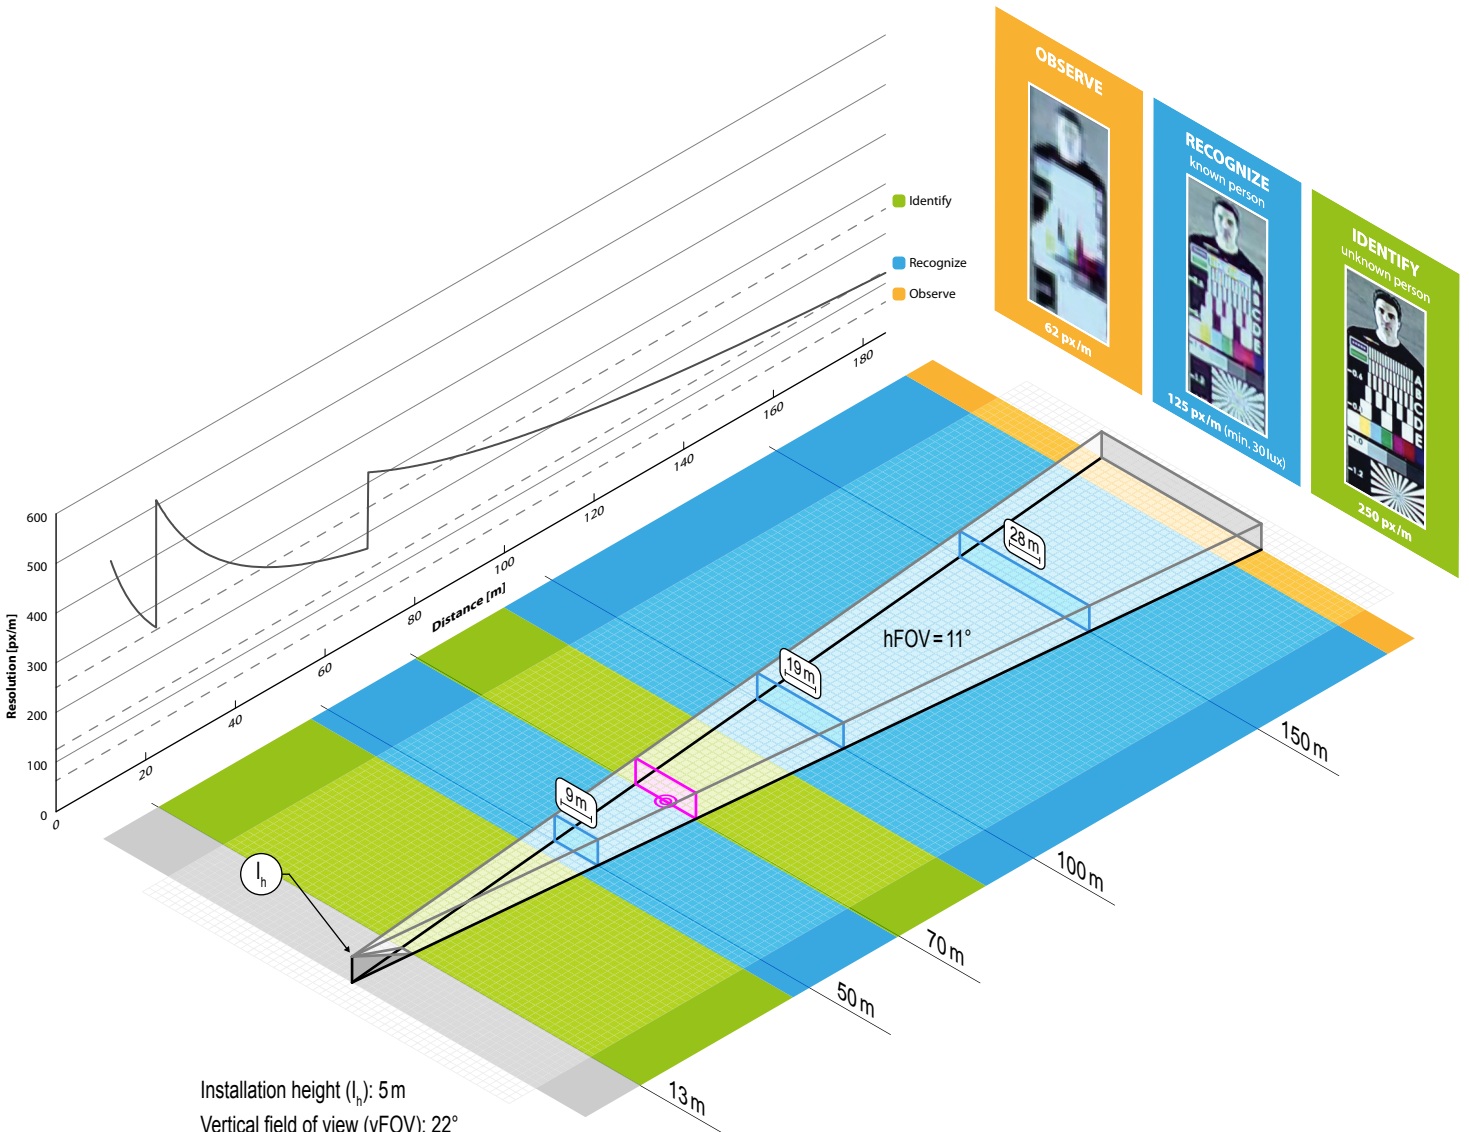 OBSERVE
62 px/m
RECOGNIZE
known person
125 px/m (min. 30 lux)
IDENTIFY
unknown person
250 px/m
A
B
C
D
E
Identify
Recognize
Observe
600
500
400
300
200
100
0
Resolution [px/m]
0
20
40
60
80
100
120
140
160
180
Distance [m]
28 m
19 m
9 m
hFOV = 11°
150 m
100 m
70 m
50 m
13 m
Ih
Installation height (Ih): 5 m
Vertical field of view (vFOV): 22°